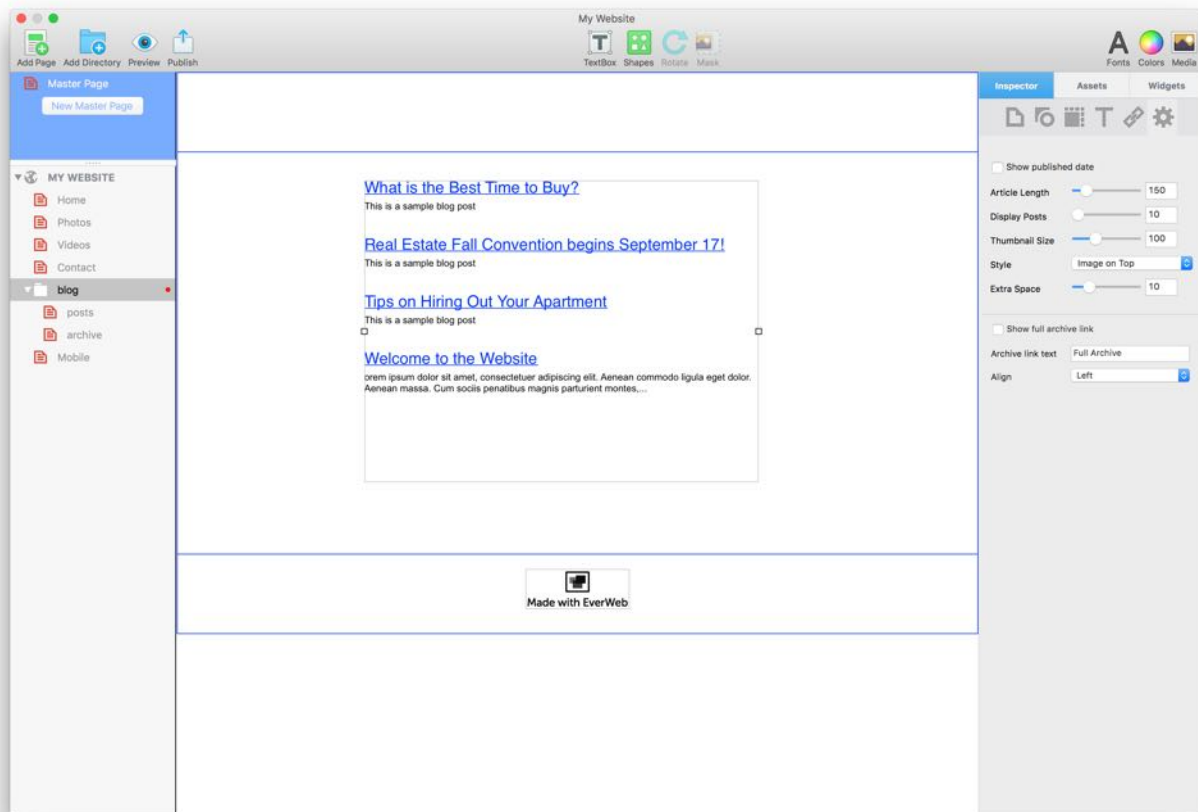 My Website
Add Page Add Directory Preview Publish
TextBox Shapes Rotate Mask
Fonts Colors Media
Master Page
New Master Page
MY WEBSITE
Home
Photos
Videos
Contact
blog
posts
archive
Mobile
What is the Best Time to Buy?
This is a sample blog post
Real Estate Fall Convention begins September 17!
This is a sample blog post
Tips on Hiring Out Your Apartment
This is a sample blog post
Welcome to the Website
orem ipsum dolor sit amet, consectetuer adipiscing elit. Aenean commodo ligula eget dolor.
Aenean massa. Cum sociis penatibus magnis parturient montes,...
Made with EverWeb
Inspector Assets Widgets
Show published date
Article Length 150
Display Posts 10
Thumbnail Size 100
Style Image on Top
Extra Space 10
Show full archive link
Archive link text Full Archive
Align Left